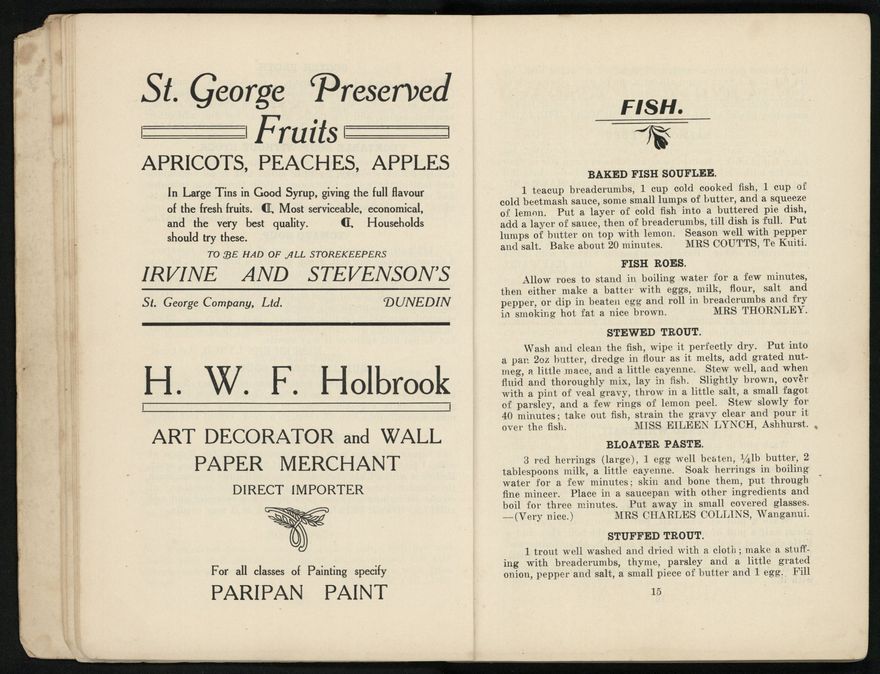 St. George Preserved
Fruits
APRICOTS, PEACHES, APPLES
In Large Tins in Good Syrup, giving the full flavour
of the fresh fruits. ℭ, Most serviceable, economical,
and the very best quality. ℭ, Households
should try these.
TO BE HAD OF ALL STOREKEEPERS
IRVINE AND STEVENSON'S
St. George Company, Ltd. DUNEDIN
H. W. F. Holbrook
ART DECORATOR and WALL
PAPER MERCHANT
DIRECT IMPORTER
For all classes of Painting specify
PARIPAN PAINT
FISH.
BAKED FISH SOUFLEE.
1 teacup breadcrumbs, 1 cup cold cooked fish, 1 cup of
cold beetmash sauce, some small lumps of butter, and a squeeze
of lemon. Put a layer of cold fish into a buttered pie dish,
add a layer of sauce, then of breadcrumbs, till dish is full. Put
lumps of butter on top with lemon. Season well with pepper
and salt. Bake about 20 minutes. MRS COUTTS, Te Kuiti.
FISH ROES.
Allow roes to stand in boiling water for a few minutes,
then either make a batter with eggs, milk, flour, salt and
pepper, or dip in beaten egg and roll in breadcrumbs and fry
in smoking hot fat a nice brown. MRS THORNLEY.
STEWED TROUT.
Wash and clean the fish, wipe it perfectly dry. Put into
a pan 2oz butter, dredge in flour as it melts, add grated nut-
meg, a little mace, and a little cayenne. Stew well, and when
fluid and thoroughly mix, lay in fish. Slightly brown, cover
with a pint of veal gravy, throw in a little salt, a small fagot
of parsley, and a few rings of lemon peel. Stew slowly for
40 minutes; take out fish, strain the gravy clear and pour it
over the fish. MISS EILEEN LYNCH, Ashhurst.
BLOATER PASTE.
3 red herrings (large), 1 egg well beaten, ¼lb butter, 2
tablespoons milk, a little cayenne. Soak herrings in boiling
water for a few minutes; skin and bone them, put through
fine mincer. Place in a saucepan with other ingredients and
boil for three minutes. Put away in small covered glasses.
—(Very nice.) MRS CHARLES COLLINS, Wanganui.
STUFFED TROUT.
1 trout well washed and dried with a cloth; make a stuff-
ing with breadcrumbs, thyme, parsley and a little grated
onion, pepper and salt, a small piece of butter and 1 egg. Fill
15